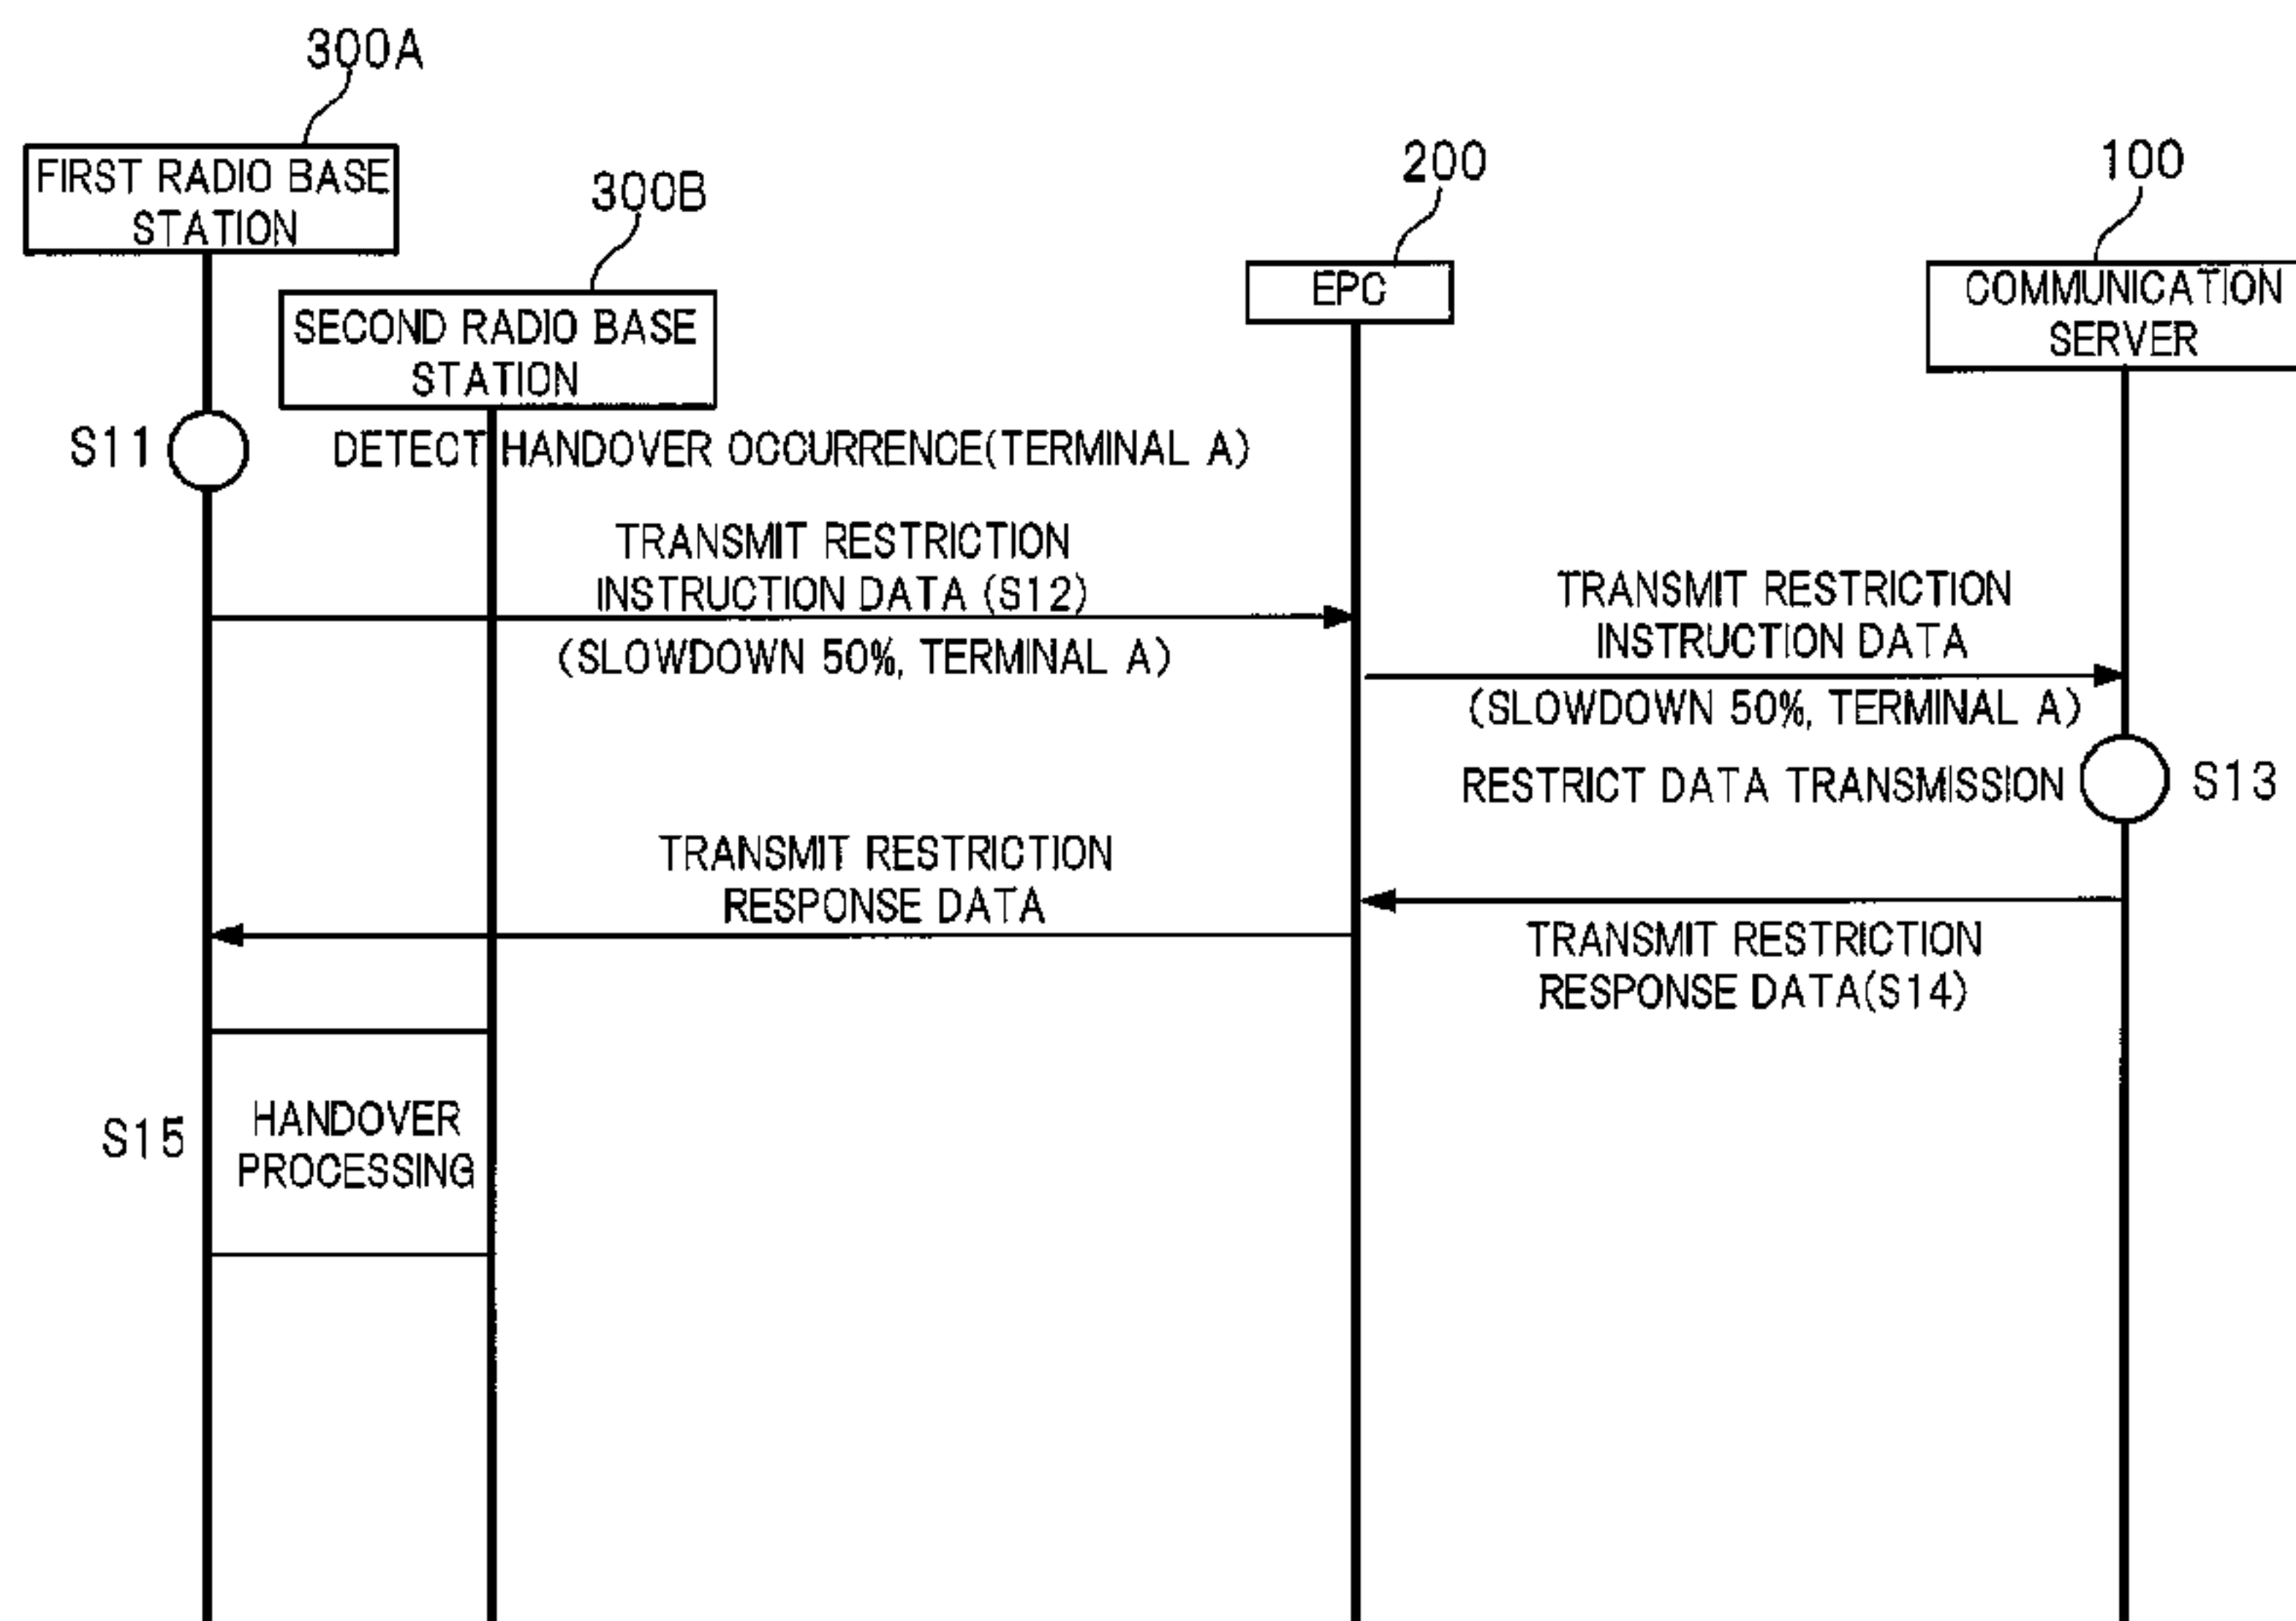 300A
FIRST RADIO BASE
STATION
300B
SECOND RADIO BASE
STATION
200
EPC
100
COMMUNICATION
SERVER
S11
DETECT HANDOVER OCCURRENCE(TERMINAL A)
TRANSMIT RESTRICTION
INSTRUCTION DATA (S12)
(SLOWDOWN 50%, TERMINAL A)
TRANSMIT RESTRICTION
INSTRUCTION DATA
(SLOWDOWN 50%, TERMINAL A)
RESTRICT DATA TRANSMISSION
S13
TRANSMIT RESTRICTION
RESPONSE DATA
TRANSMIT RESTRICTION
RESPONSE DATA(S14)
S15
HANDOVER
PROCESSING